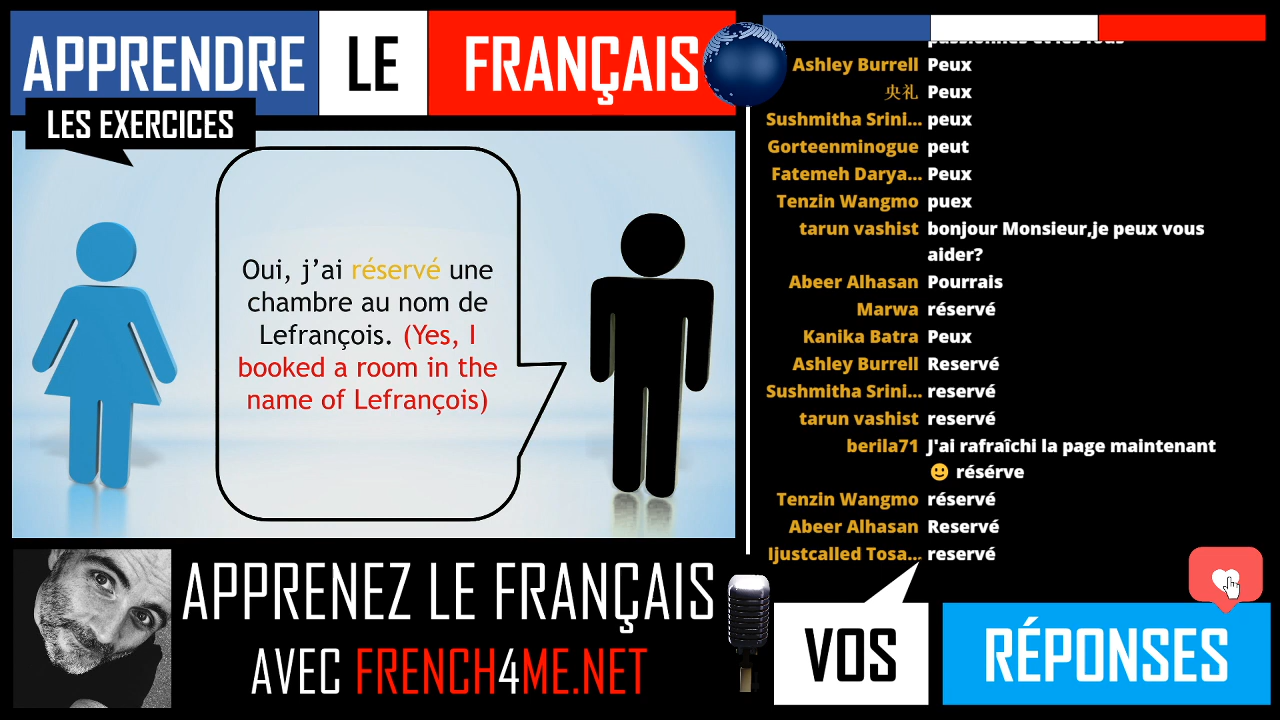 APPRENDRE LE FRANÇAIS
LES EXERCICES
Oui, j'ai réservé une
chambre au nom de
Lefrançois. (Yes, I
booked a room in the
name of Lefrançois)
APPRENEZ LE FRANÇAIS
AVEC FRENCH4ME.NET
Ashley Burrell Peux
央礼 Peux
Sushmitha Srini... peux
Gorteenminogue peut
Fatemeh Darya... Peux
Tenzin Wangmo puex
tarun vashist bonjour Monsieur,je peux vous
aider?
Abeer Alhasan Pourrais
Marwa réservé
Kanika Batra Peux
Ashley Burrell Reservé
Sushmitha Srini... reservé
tarun vashist reservé
berila71 J'ai rafraîchi la page maintenant
🙂 résérve
Tenzin Wangmo réservé
Abeer Alhasan Reservé
Ijustcalled Tosa... reservé
VOS RÉPONSES